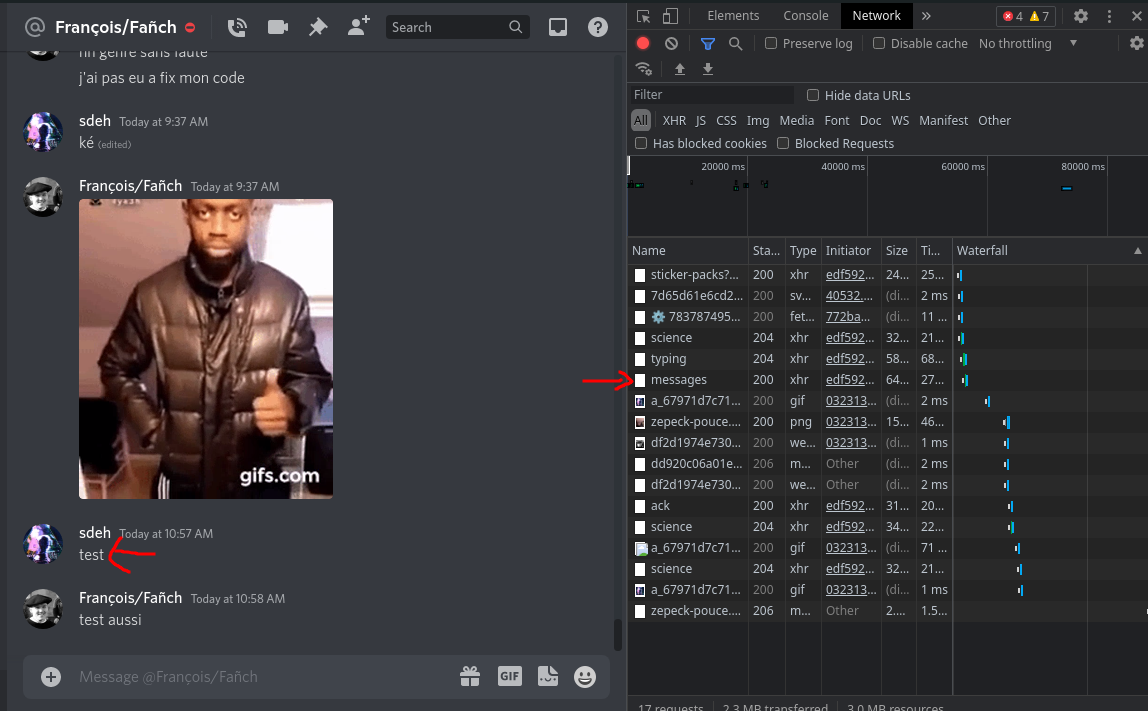 François/Fañch
Search
hh genre sans faute
j'ai pas eu a fix mon code
sdeh Today at 9:37 AM
ké (edited)
François/Fañch Today at 9:37 AM
gifs.com
sdeh Today at 10:57 AM
test
François/Fañch Today at 10:58 AM
test aussi
Message @François/Fañch
GIF
Elements Console Network » 4 7
Preserve log Disable cache No throttling
Filter Hide data URLs
All XHR JS CSS Img Media Font Doc WS Manifest Other
Has blocked cookies Blocked Requests
20000 ms 40000 ms 60000 ms 80000 ms
Name Sta... Type Initiator Size Ti... Waterfall
sticker-packs?... 200 xhr edf592... 24... 25...
7d65d61e6cd2... 200 sv... 40532.... (di... 2 ms
783787495... 200 fet... 772ba... (di... 11 ...
science 204 xhr edf592... 32... 21...
typing 204 xhr edf592... 58... 68...
messages 200 xhr edf592... 64... 27...
a_67971d7c71... 200 gif 032313... (di... 2 ms
zepeck-pouce.... 200 png 032313... 15... 46...
df2d1974e730... 200 we... 032313... (di... 1 ms
dd920c06a01e... 206 m... Other (di... 2 ms
df2d1974e730... 200 we... Other (di... 2 ms
ack 200 xhr edf592... 31... 20...
science 204 xhr edf592... 34... 22...
a_67971d7c71... 200 gif 032313... (di... 71 ...
science 204 xhr edf592... 32... 21...
a_67971d7c71... 200 gif 032313... (di... 1 ms
zepeck-pouce.... 206 m... Other 2.... 1.5...
17 requests 2.3 MB transferred 3.0 MB resources